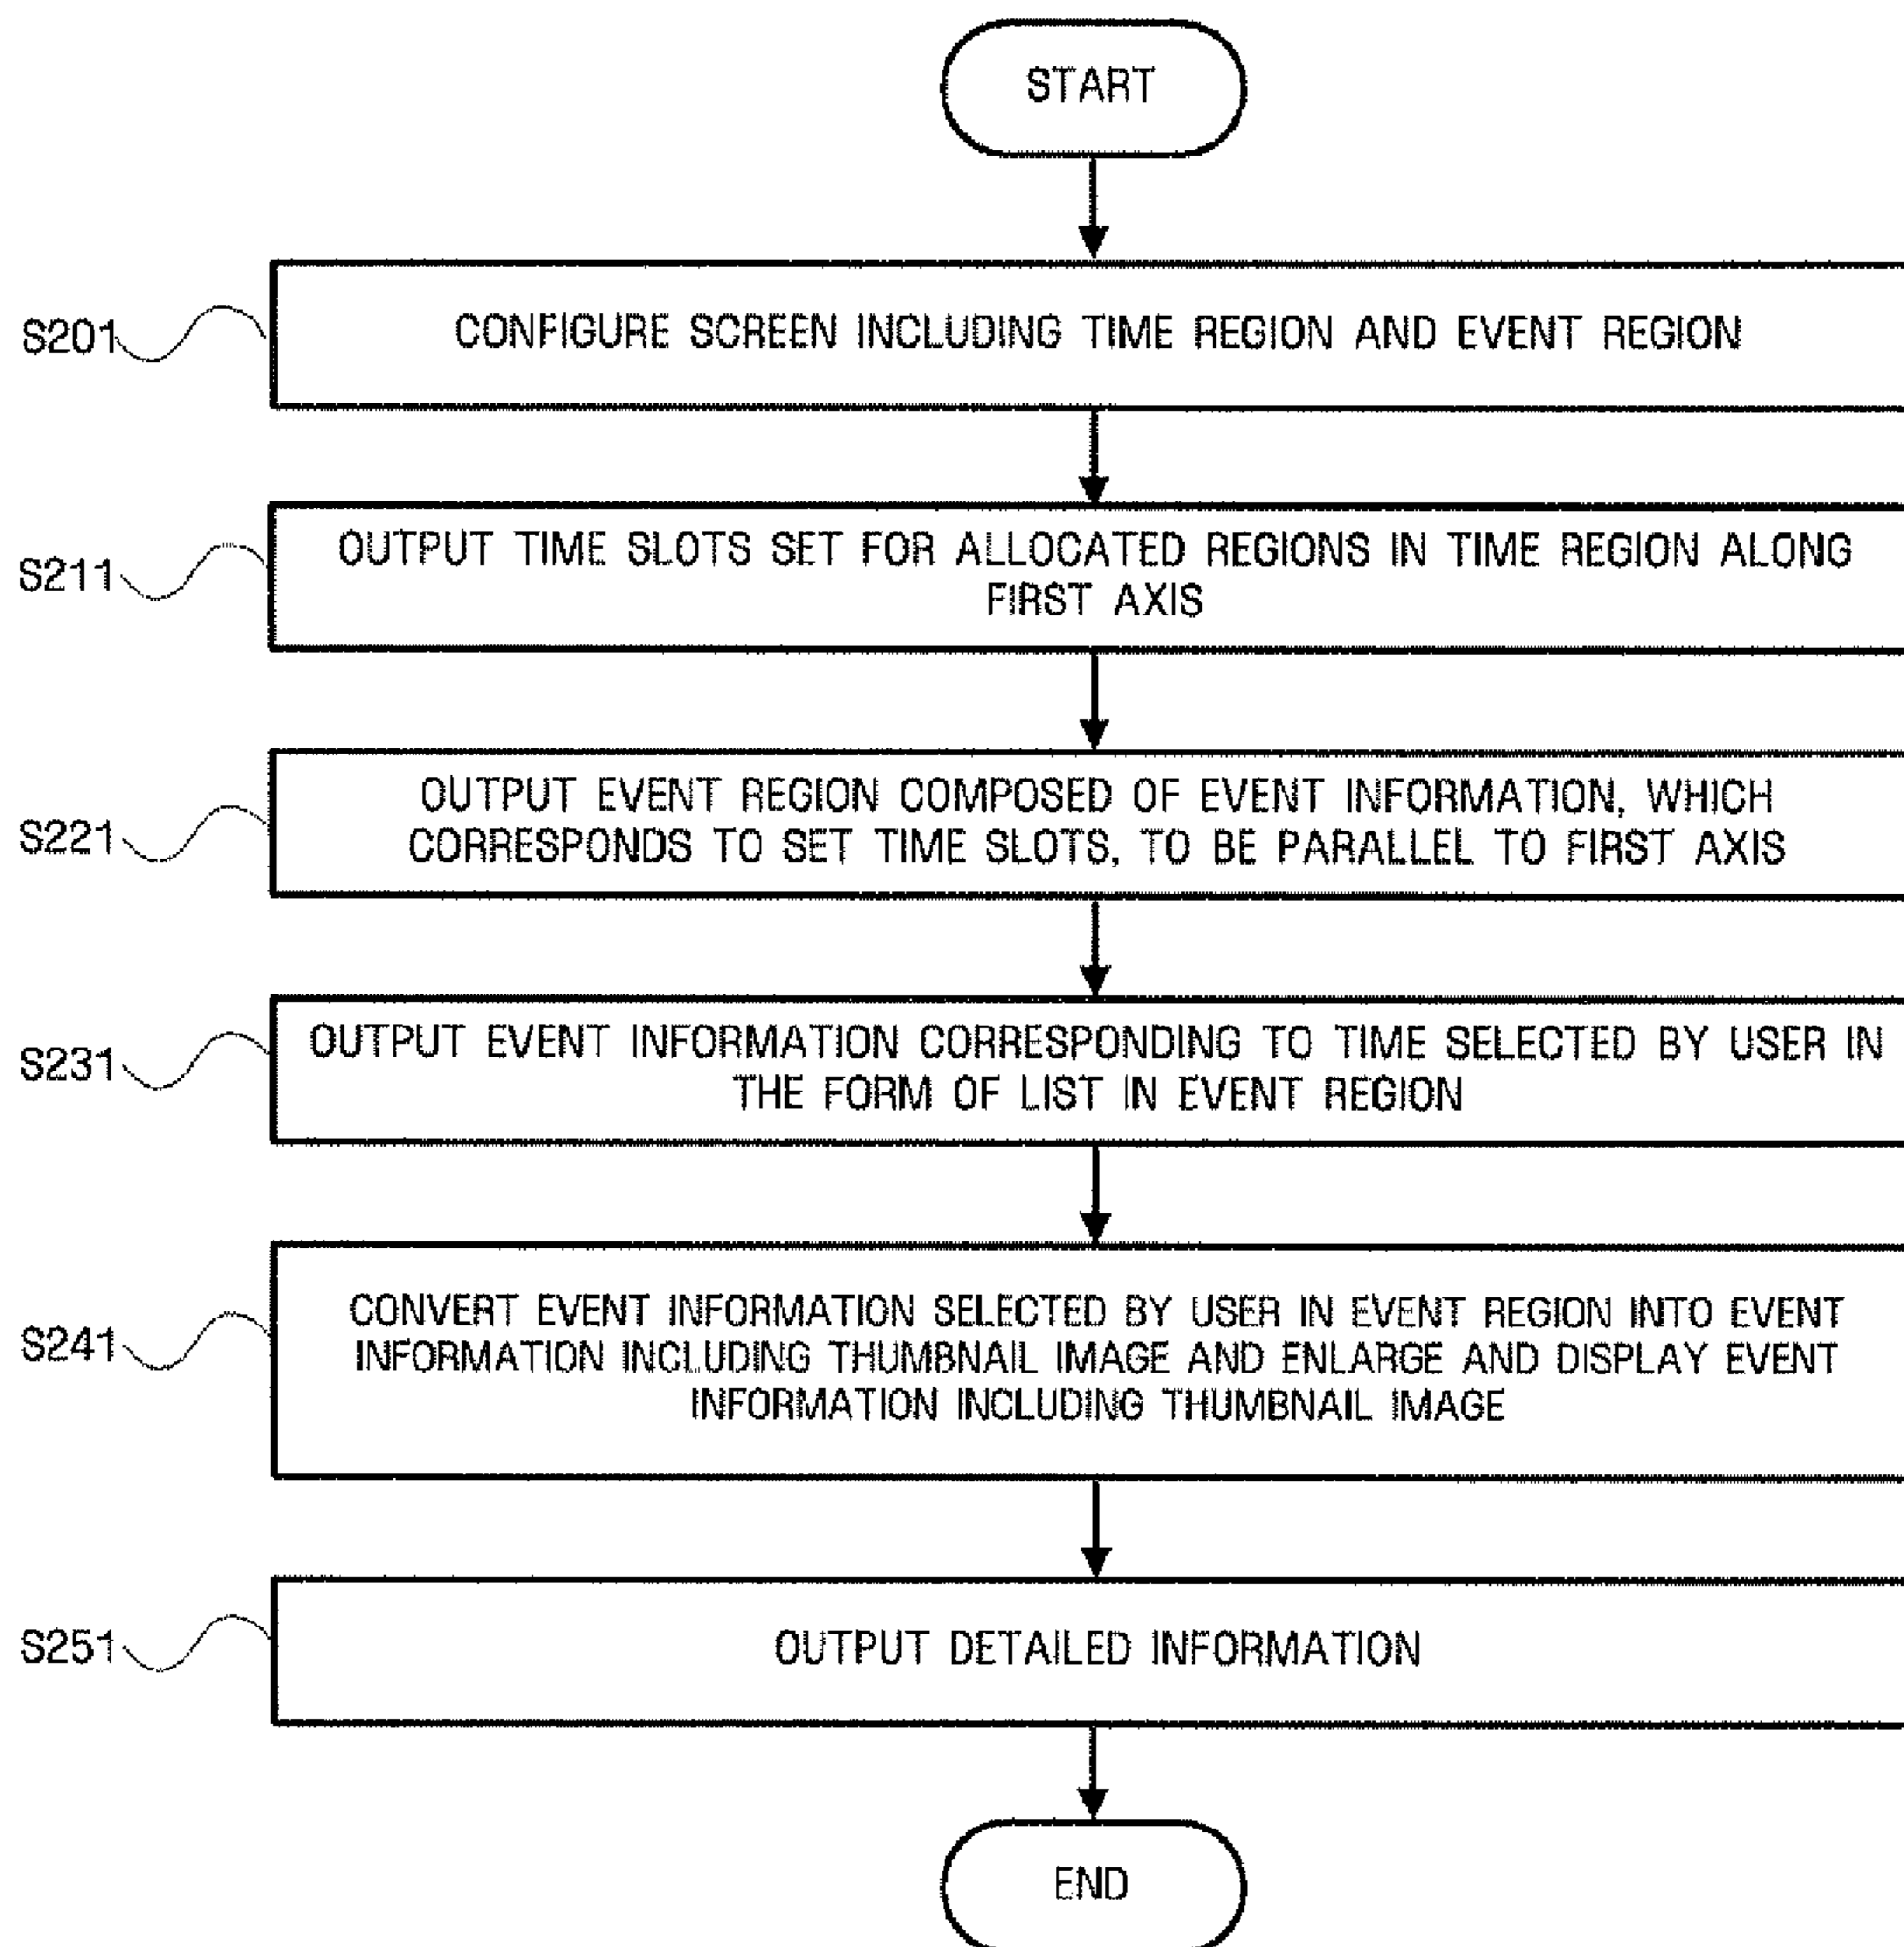 START
S201
CONFIGURE SCREEN INCLUDING TIME REGION AND EVENT REGION
S211
OUTPUT TIME SLOTS SET FOR ALLOCATED REGIONS IN TIME REGION ALONG
FIRST AXIS
S221
OUTPUT EVENT REGION COMPOSED OF EVENT INFORMATION, WHICH
CORRESPONDS TO SET TIME SLOTS, TO BE PARALLEL TO FIRST AXIS
S231
OUTPUT EVENT INFORMATION CORRESPONDING TO TIME SELECTED BY USER IN
THE FORM OF LIST IN EVENT REGION
S241
CONVERT EVENT INFORMATION SELECTED BY USER IN EVENT REGION INTO EVENT
INFORMATION INCLUDING THUMBNAIL IMAGE AND ENLARGE AND DISPLAY EVENT
INFORMATION INCLUDING THUMBNAIL IMAGE
S251
OUTPUT DETAILED INFORMATION
END